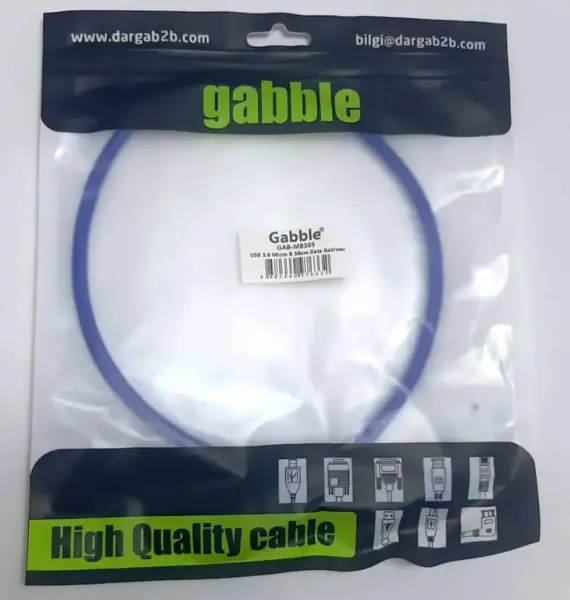 www.dargab2b.com
bilgi@dargab2b.com
gabble
Gabble®
GAB-MB305
USB 3.0 Micro B 50cm Data Kablosu
High Quality cable